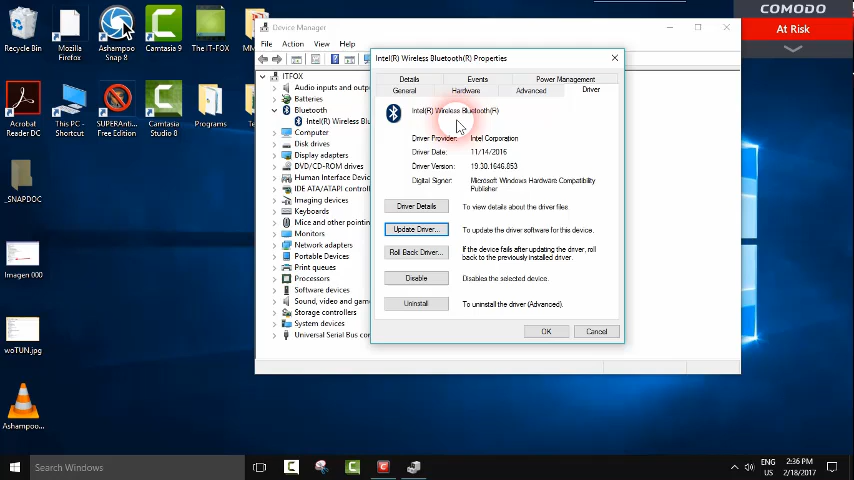 COMODO
At Risk
Recycle Bin
Mozilla
Firefox
Ashampoo
Snap 8
Camtasia 9
The IT-FOX
Acrobat
Reader DC
This PC -
Shortcut
SUPERAnti...
Free Edition
Camtasia
Studio 8
Programs
_SNAPDOC
Imagen 000
woTUN.jpg
Ashampoo...
Device Manager
File Action View Help
ITFOX
Audio inputs and outpu
Batteries
Bluetooth
Intel(R) Wireless Blu
Computer
Disk drives
Display adapters
DVD/CD-ROM drives
Human Interface Devic
IDE ATA/ATAPI control
Imaging devices
Keyboards
Mice and other pointin
Monitors
Network adapters
Portable Devices
Print queues
Processors
Software devices
Sound, video and game
Storage controllers
System devices
Universal Serial Bus co
Intel(R) Wireless Bluetooth(R) Properties
Details Events Power Management
General Hardware Advanced Driver
Intel(R) Wireless Bluetooth(R)
Driver Provider: Intel Corporation
Driver Date: 11/14/2016
Driver Version: 19.30.1646.853
Digital Signer: Microsoft Windows Hardware Compatibility
Publisher
Driver Details To view details about the driver files.
Update Driver... To update the driver software for this device.
Roll Back Driver... If the device fails after updating the driver, roll
back to the previously installed driver.
Disable Disables the selected device.
Uninstall To uninstall the driver (Advanced).
OK Cancel
Search Windows
ENG 2:36 PM
US 2/18/2017